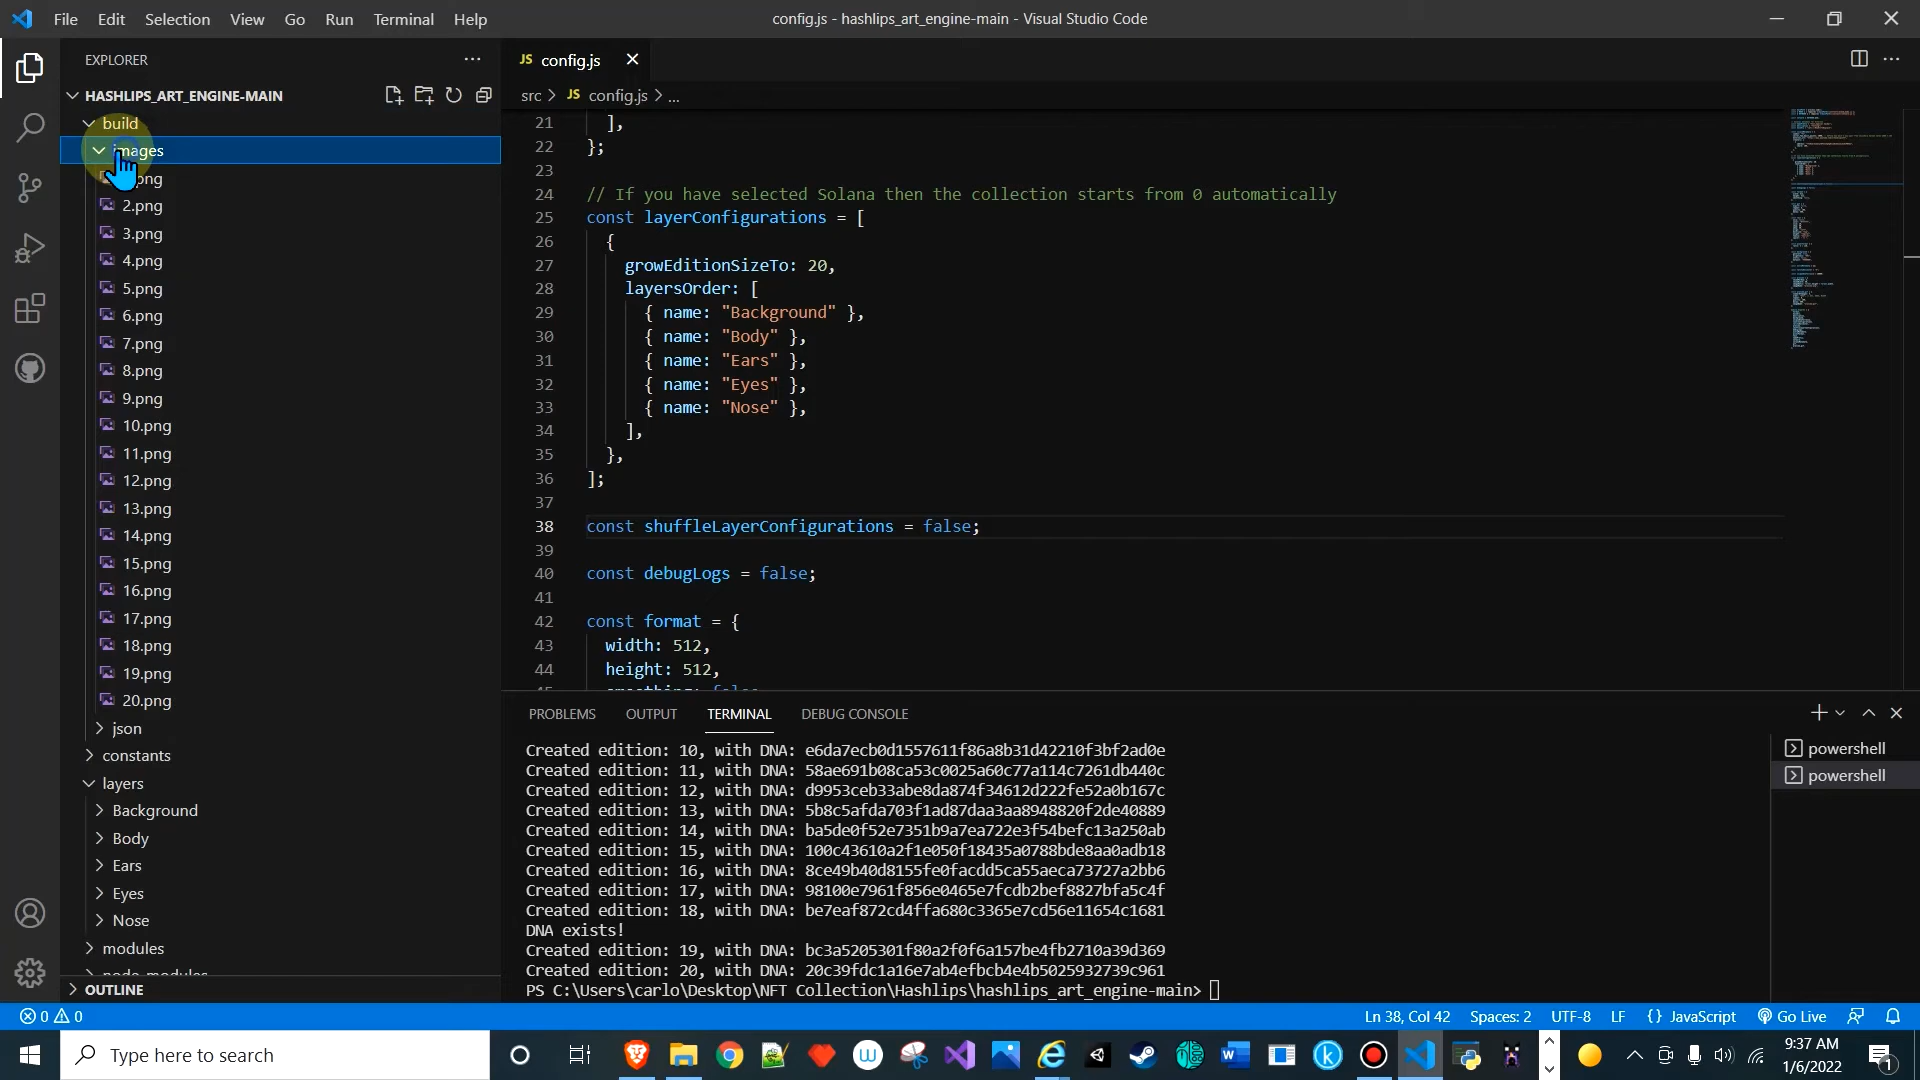 File Edit Selection View Go Run Terminal Help
config.js - hashlips_art_engine-main - Visual Studio Code
EXPLORER
HASHLIPS_ART_ENGINE-MAIN
build
images
png
2.png
3.png
4.png
5.png
6.png
7.png
8.png
9.png
10.png
11.png
12.png
13.png
14.png
15.png
16.png
17.png
18.png
19.png
20.png
json
constants
layers
Background
Body
Ears
Eyes
Nose
modules
node_modules
OUTLINE
JS config.js
src > JS config.js > ...
21 ],
22 };
23
24 // If you have selected Solana then the collection starts from 0 automatically
25 const layerConfigurations = [
26 {
27 growEditionSizeTo: 20,
28 layersOrder: [
29 { name: "Background" },
30 { name: "Body" },
31 { name: "Ears" },
32 { name: "Eyes" },
33 { name: "Nose" },
34 ],
35 },
36 ];
37
38 const shuffleLayerConfigurations = false;
39
40 const debugLogs = false;
41
42 const format = {
43 width: 512,
44 height: 512,
45 smoothing: false
PROBLEMS OUTPUT TERMINAL DEBUG CONSOLE
Created edition: 10, with DNA: e6da7ecb0d1557611f86a8b31d42210f3bf2ad0e
Created edition: 11, with DNA: 58ae691b08ca53c0025a60c77a114c7261db440c
Created edition: 12, with DNA: d9953ceb33abe8da874f34612d222fe52a0b167c
Created edition: 13, with DNA: 5b8c5afda703f1ad87daa3aa8948820f2de40889
Created edition: 14, with DNA: ba5de0f52e7351b9a7ea722e3f54befc13a250ab
Created edition: 15, with DNA: 100c43610a2f1e050f18435a0788bde8aa0adb18
Created edition: 16, with DNA: 8ce49b40d8155fe0facdd5ca55aeca73727a2bb6
Created edition: 17, with DNA: 98100e7961f856e0465e7fcdb2bef8827bfa5c4f
Created edition: 18, with DNA: be7eaf872cd4ffa680c3365e7cd56e11654c1681
DNA exists!
Created edition: 19, with DNA: bc3a5205301f80a2f0f6a157be4fb2710a39d369
Created edition: 20, with DNA: 20c39fdc1a16e7ab4efbcb4e4b5025932739c961
PS C:\Users\carlo\Desktop\NFT Collection\Hashlips\hashlips_art_engine-main>
powershell
powershell
0 0
Ln 38, Col 42 Spaces: 2 UTF-8 LF {} JavaScript Go Live
Type here to search
9:37 AM
1/6/2022
1